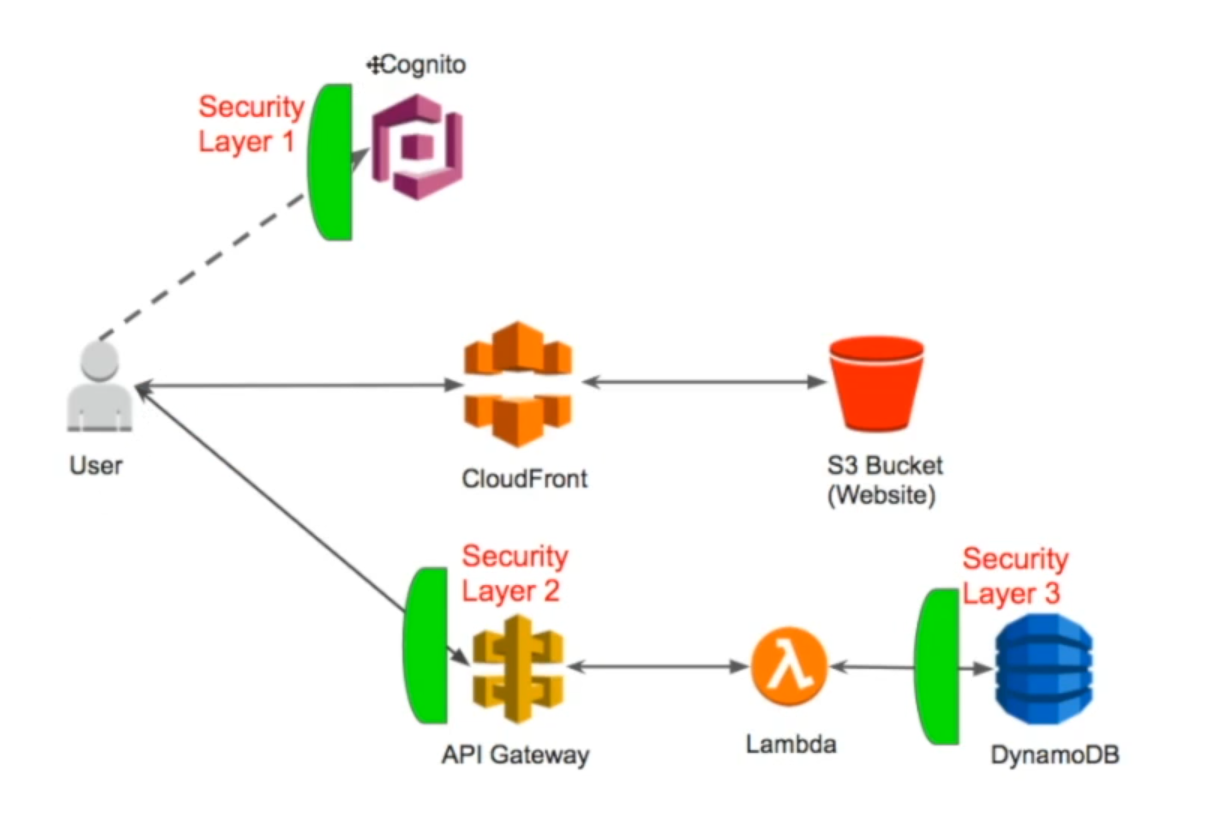 Cognito
Security
Layer 1
User
CloudFront
S3 Bucket
(Website)
Security
Layer 2
Security
Layer 3
API Gateway
Lambda
DynamoDB